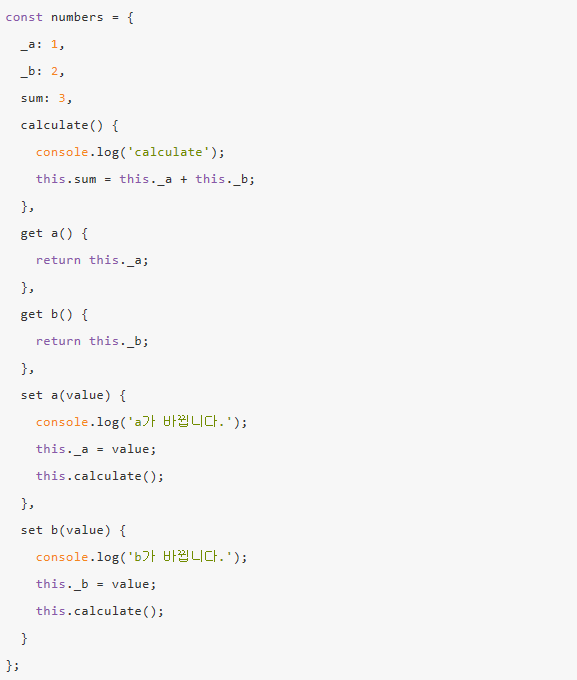 const numbers = {
  _a: 1,
  _b: 2,
  sum: 3,
  calculate() {
    console.log('calculate');
    this.sum = this._a + this._b;
  },
  get a() {
    return this._a;
  },
  get b() {
    return this._b;
  },
  set a(value) {
    console.log('a가 바뀝니다.');
    this._a = value;
    this.calculate();
  },
  set b(value) {
    console.log('b가 바뀝니다.');
    this._b = value;
    this.calculate();
  }
};